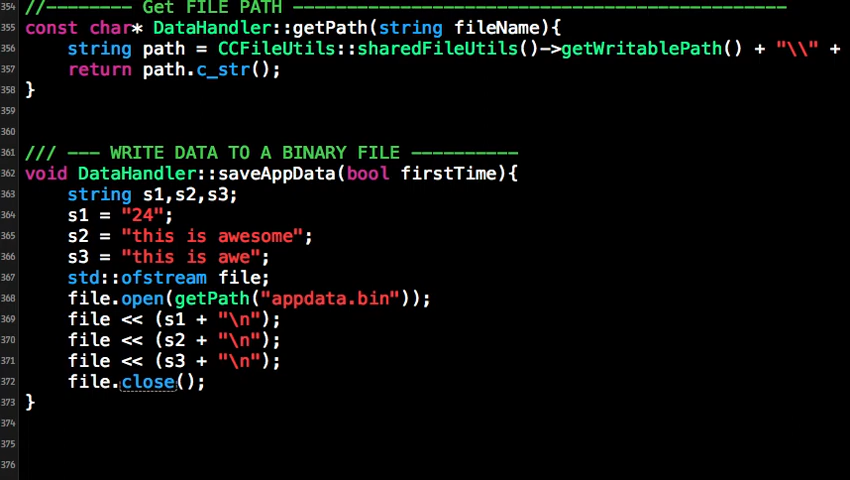 354 //-------- Get FILE PATH ----------------------------------------------
355 const char* DataHandler::getPath(string fileName){
356 string path = CCFileUtils::sharedFileUtils()->getWritablePath() + "\\" +
357 return path.c_str();
358 }
359
360
361 /// --- WRITE DATA TO A BINARY FILE ----------
362 void DataHandler::saveAppData(bool firstTime){
363 string s1,s2,s3;
364 s1 = "24";
365 s2 = "this is awesome";
366 s3 = "this is awe";
367 std::ofstream file;
368 file.open(getPath("appdata.bin"));
369 file << (s1 + "\n");
370 file << (s2 + "\n");
371 file << (s3 + "\n");
372 file.close();
373 }
374
375
376